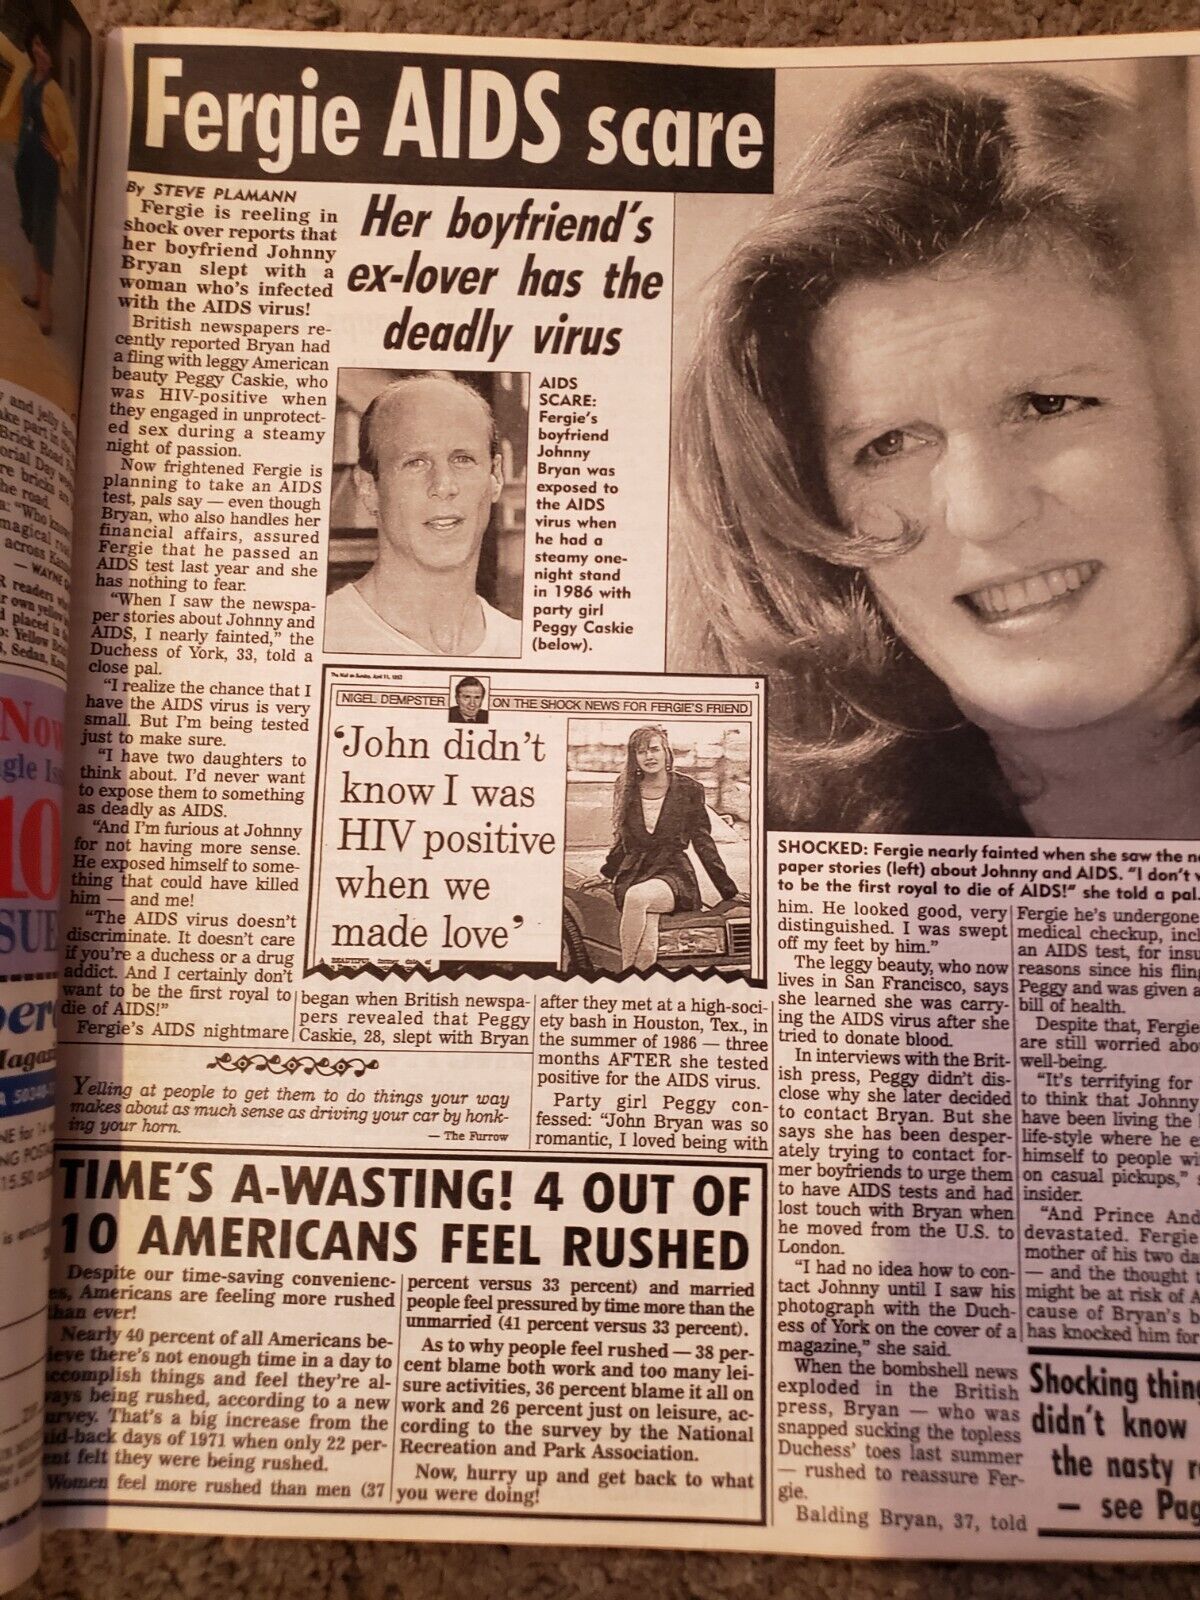 Fergie AIDS scare
By STEVE PLAMANN
Fergie is reeling in
shock over reports that
her boyfriend Johnny
Bryan slept with a
woman who's infected
with the AIDS virus!
British newspapers re-
cently reported Bryan had
a fling with leggy American
beauty Peggy Caskie, who
was HIV-positive when
they engaged in unprotect-
ed sex during a steamy
night of passion.
Now frightened Fergie is
planning to take an AIDS
test, pals say — even though
Bryan, who also handles her
financial affairs, assured
Fergie that he passed an
AIDS test last year and she
has nothing to fear.
"When I saw the newspa-
per stories about Johnny and
AIDS, I nearly fainted," the
Duchess of York, 33, told a
close pal.
"I realize the chance that I
have the AIDS virus is very
small. But I'm being tested
just to make sure.
"I have two daughters to
think about. I'd never want
to expose them to something
as deadly as AIDS.
"And I'm furious at Johnny
for not having more sense.
He exposed himself to some-
thing that could have killed
him — and me!
"The AIDS virus doesn't
discriminate. It doesn't care
if you're a duchess or a drug
addict. And I certainly don't
want to be the first royal to
die of AIDS!"
Fergie's AIDS nightmare
Her boyfriend's
ex-lover has the
deadly virus
AIDS
SCARE:
Fergie's
boyfriend
Johnny
Bryan was
exposed to
the AIDS
virus when
he had a
steamy one-
night stand
in 1986 with
party girl
Peggy Caskie
(below).
The Mail on Sunday, April 11, 1993
3
NIGEL DEMPSTER
ON THE SHOCK NEWS FOR FERGIE'S FRIEND
'John didn't
know I was
HIV positive
when we
made love'
began when British newspa-
pers revealed that Peggy
Caskie, 28, slept with Bryan
after they met at a high-soci-
ety bash in Houston, Tex., in
the summer of 1986 — three
months AFTER she tested
positive for the AIDS virus.
Party girl Peggy con-
fessed: "John Bryan was so
romantic, I loved being with
SHOCKED: Fergie nearly fainted when she saw the
paper stories (left) about Johnny and AIDS. "I don't
to be the first royal to die of AIDS!" she told a pal.
him. He looked good, very
distinguished. I was swept
off my feet by him."
The leggy beauty, who now
lives in San Francisco, says
she learned she was carry-
ing the AIDS virus after she
tried to donate blood.
In interviews with the Brit-
ish press, Peggy didn't dis-
close why she later decided
to contact Bryan. But she
says she has been desper-
ately trying to contact for-
mer boyfriends to urge them
to have AIDS tests and had
lost touch with Bryan when
he moved from the U.S. to
London.
"I had no idea how to con-
tact Johnny until I saw his
photograph with the Duch-
ess of York on the cover of a
magazine," she said.
When the bombshell news
exploded in the British
press, Bryan — who was
snapped sucking the topless
Duchess' toes last summer
— rushed to reassure Fer-
gie.
Balding Bryan, 37, told
Fergie he's undergone
medical checkup,
an AIDS test, for
reasons since his
Peggy and was given a
bill of health.
Despite that, Fergie
are still worried
well-being.
"It's terrifying for
to think that Johnny
have been living the
life-style where he
himself to people
on casual pickups,"
insider.
"And Prince
devastated. Fergie
mother of his two
— and the thought
might be at risk of
cause of Bryan's
has knocked him for
Shocking
didn't know
the nasty
— see
Yelling at people to get them to do things your way
makes about as much sense as driving your car by honk-
ing your horn.
— The Furrow
TIME'S A-WASTING! 4 OUT OF
10 AMERICANS FEEL RUSHED
Despite our time-saving convenienc-
es, Americans are feeling more rushed
than ever!
Nearly 40 percent of all Americans be-
lieve there's not enough time in a day to
accomplish things and feel they're al-
ways being rushed, according to a new
survey. That's a big increase from the
laid-back days of 1971 when only 22 per-
cent felt they were being rushed.
Women feel more rushed than men (37
percent versus 33 percent) and married
people feel pressured by time more than the
unmarried (41 percent versus 33 percent).
As to why people feel rushed — 38 per-
cent blame both work and too many lei-
sure activities, 36 percent blame it all on
work and 26 percent just on leisure, ac-
cording to the survey by the National
Recreation and Park Association.
Now, hurry up and get back to what
you were doing!